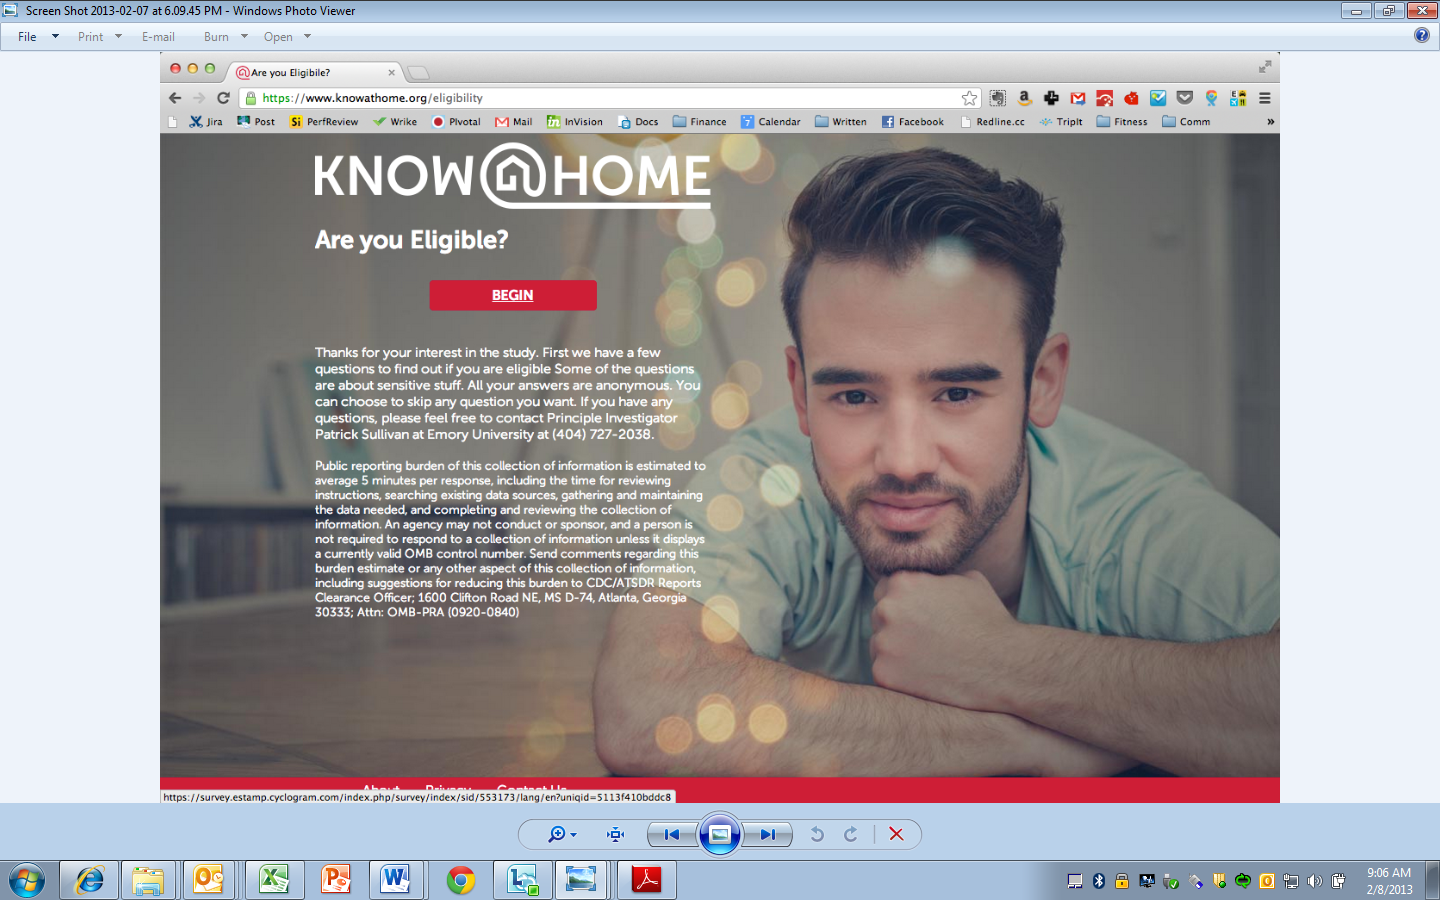 Screen Shot 2013-02-07 at 6.09.45 PM - Windows Photo Viewer
File Print E-mail Burn Open
Are you Eligibile?
https://www.knowathome.org/eligibility
Jira Post PerfReview Wrike Pivotal Mail InVision Docs Finance Calendar Written Facebook Redline.cc TripIt Fitness Comm »
KNOW@HOME
Are you Eligible?
BEGIN
Thanks for your interest in the study. First we have a few
questions to find out if you are eligible Some of the questions
are about sensitive stuff. All your answers are anonymous. You
can choose to skip any question you want. If you have any
questions, please feel free to contact Principle Investigator
Patrick Sullivan at Emory University at (404) 727-2038.
Public reporting burden of this collection of information is estimated to
average 5 minutes per response, including the time for reviewing
instructions, searching existing data sources, gathering and maintaining
the data needed, and completing and reviewing the collection of
information. An agency may not conduct or sponsor, and a person is
not required to respond to a collection of information unless it displays
a currently valid OMB control number. Send comments regarding this
burden estimate or any other aspect of this collection of information,
including suggestions for reducing this burden to CDC/ATSDR Reports
Clearance Officer; 1600 Clifton Road NE, MS D-74, Atlanta, Georgia
30333; Attn: OMB-PRA (0920-0840)
About Privacy Contact Us
https://survey.estamp.cyclogram.com/index.php/survey/index/sid/553173/lang/en?uniqid=5113f410bddc8
9:06 AM
2/8/2013